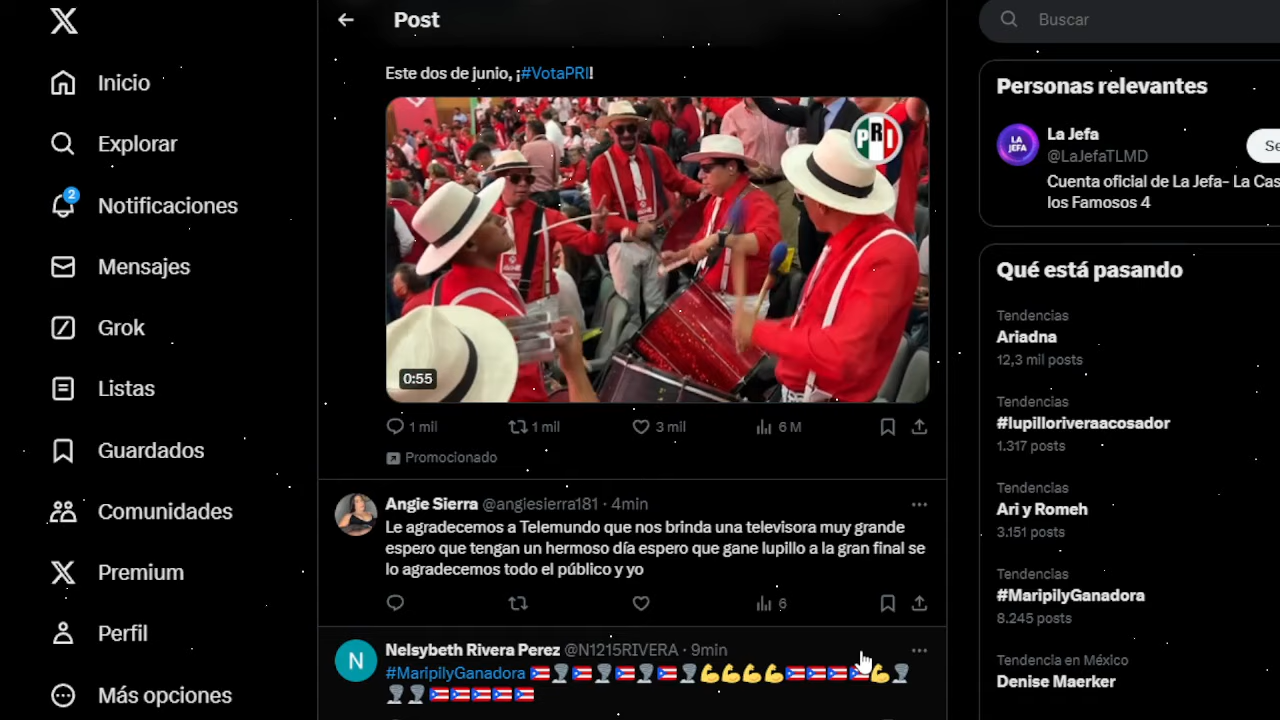 Inicio
Explorar
2
Notificaciones
Mensajes
Grok
Listas
Guardados
Comunidades
Premium
Perfil
Más opciones
Post
Este dos de junio, ¡#VotaPRI!
PRI
0:55
1 mil
1 mil
3 mil
6 M
Promocionado
Angie Sierra @angiesierra181 · 4min
Le agradecemos a Telemundo que nos brinda una televisora muy grande
espero que tengan un hermoso día espero que gane lupillo a la gran final se
lo agradecemos todo el público y yo
6
N
Nelsybeth Rivera Perez @N1215RIVERA · 9min
#MaripilyGanadora 🇵🇷🌪🇵🇷🌪🇵🇷🌪🇵🇷🌪💪💪💪💪🇵🇷🇵🇷🇵🇷🇵🇷💪🌪
🌪🌪🇵🇷🇵🇷🇵🇷🇵🇷🇵🇷
Buscar
Personas relevantes
LA
JEFA
La Jefa
@LaJefaTLMD
Se
Cuenta oficial de La Jefa- La Cas
los Famosos 4
Qué está pasando
Tendencias
Ariadna
12,3 mil posts
Tendencias
#lupilloriveraacosador
1.317 posts
Tendencias
Ari y Romeh
3.151 posts
Tendencias
#MaripilyGanadora
8.245 posts
Tendencia en México
Denise Maerker